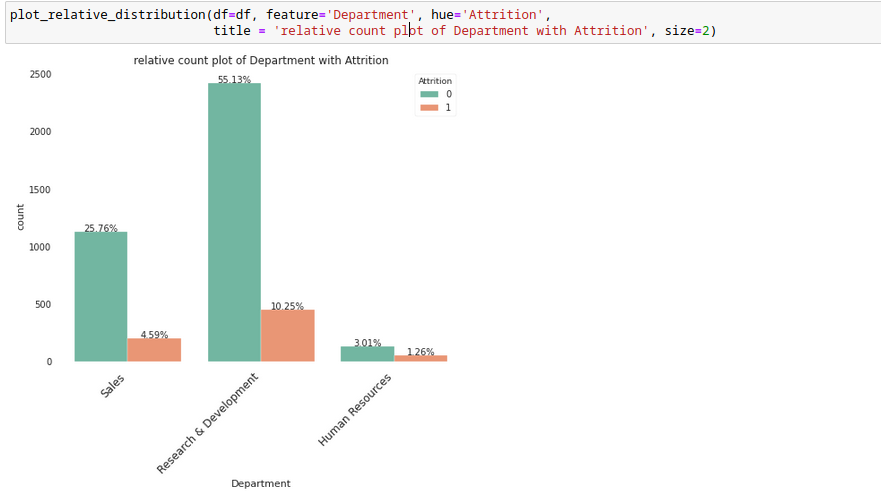 plot_relative_distribution(df=df, feature='Department', hue='Attrition',
title = 'relative count plot of Department with Attrition', size=2)
relative count plot of Department with Attrition
2500
2000
1500
1000
500
0
count
55.13%
25.76%
4.59%
10.25%
3.01%
1.26%
Attrition
0
1
Sales
Research & Development
Human Resources
Department